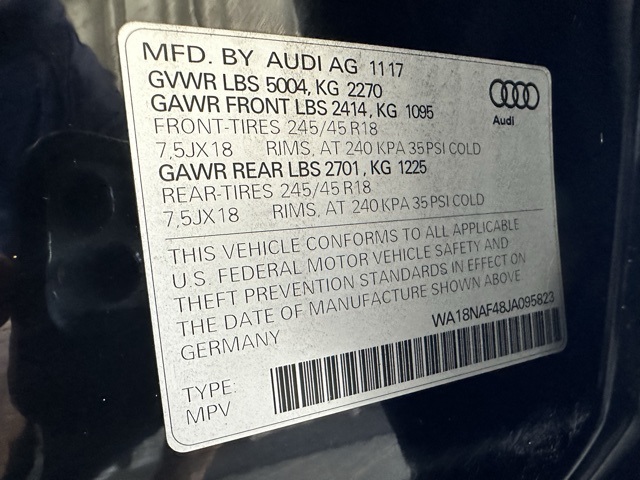 MFD. BY AUDI AG 1117
GVWR LBS 5004, KG 2270
GAWR FRONT LBS 2414, KG 1095
FRONT-TIRES 245/45 R18
7,5JX18 RIMS, AT 240 KPA 35 PSI COLD
GAWR REAR LBS 2701, KG 1225
REAR-TIRES 245/45 R18
7,5JX18 RIMS, AT 240 KPA 35 PSI COLD
Audi
THIS VEHICLE CONFORMS TO ALL APPLICABLE
U.S. FEDERAL MOTOR VEHICLE SAFETY AND
THEFT PREVENTION STANDARDS IN EFFECT ON
THE DATE OF MANUFACTURE SHOWN ABOVE
GERMANY
WA18NAF48JA095823
TYPE:
MPV